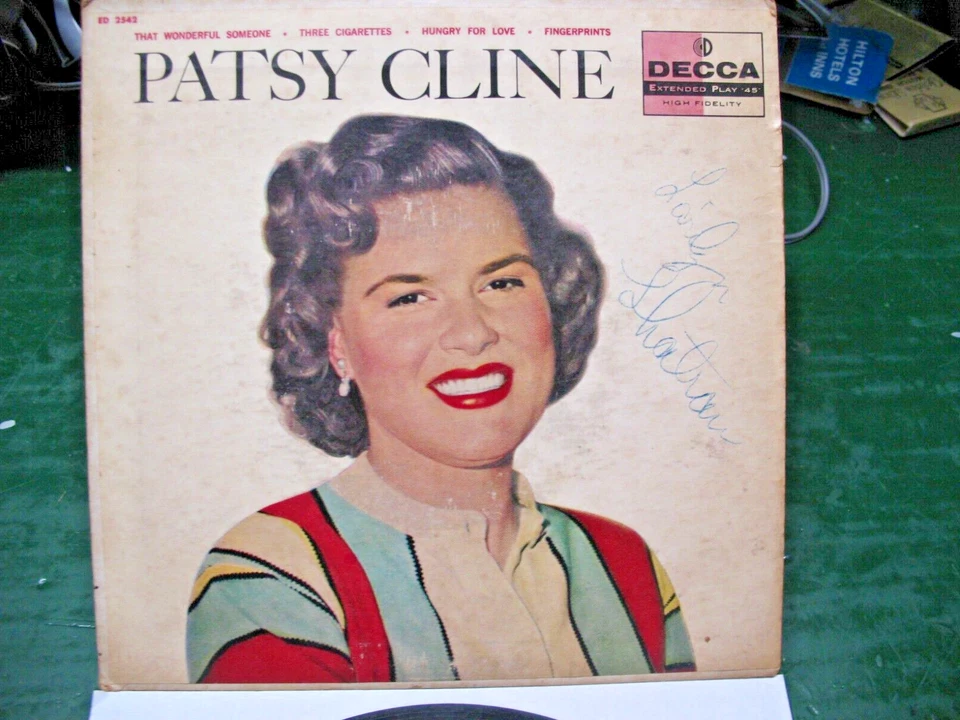 ED 2542
THAT WONDERFUL SOMEONE • THREE CIGARETTES • HUNGRY FOR LOVE • FINGERPRINTS
PATSY CLINE
DECCA
EXTENDED PLAY '45'
HIGH FIDELITY
HILTON
HOTELS
INNS